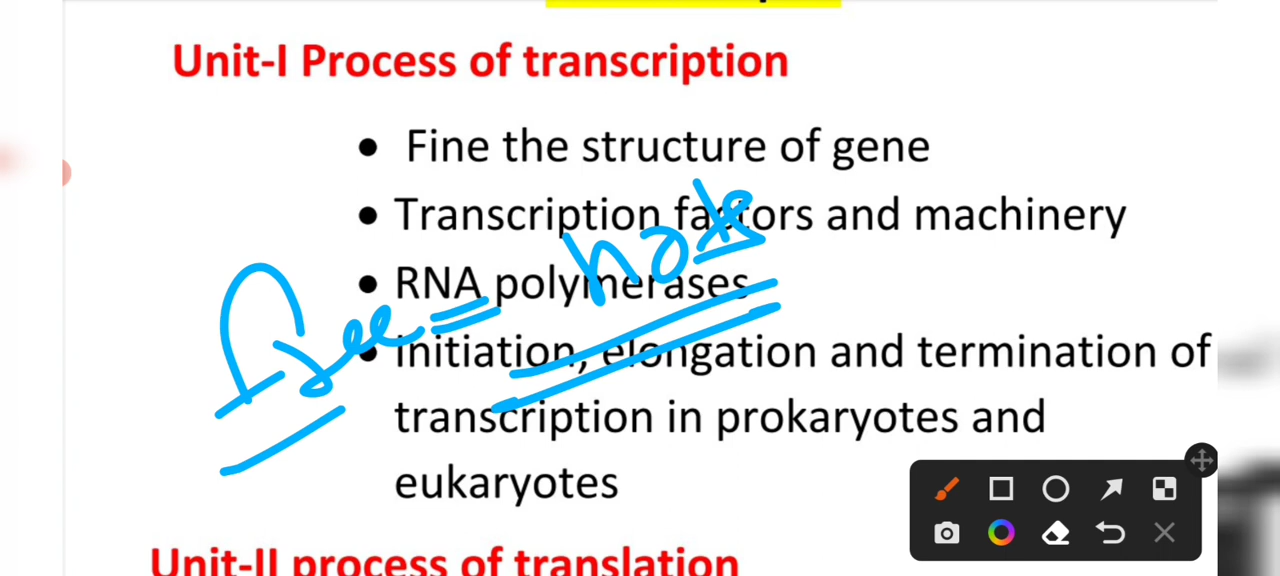 Unit-I Process of transcription
• Fine the structure of gene
• Transcription factors and machinery
• RNA polymerases
• Initiation, elongation and termination of
transcription in prokaryotes and
eukaryotes
free = nots
Unit-II process of translation